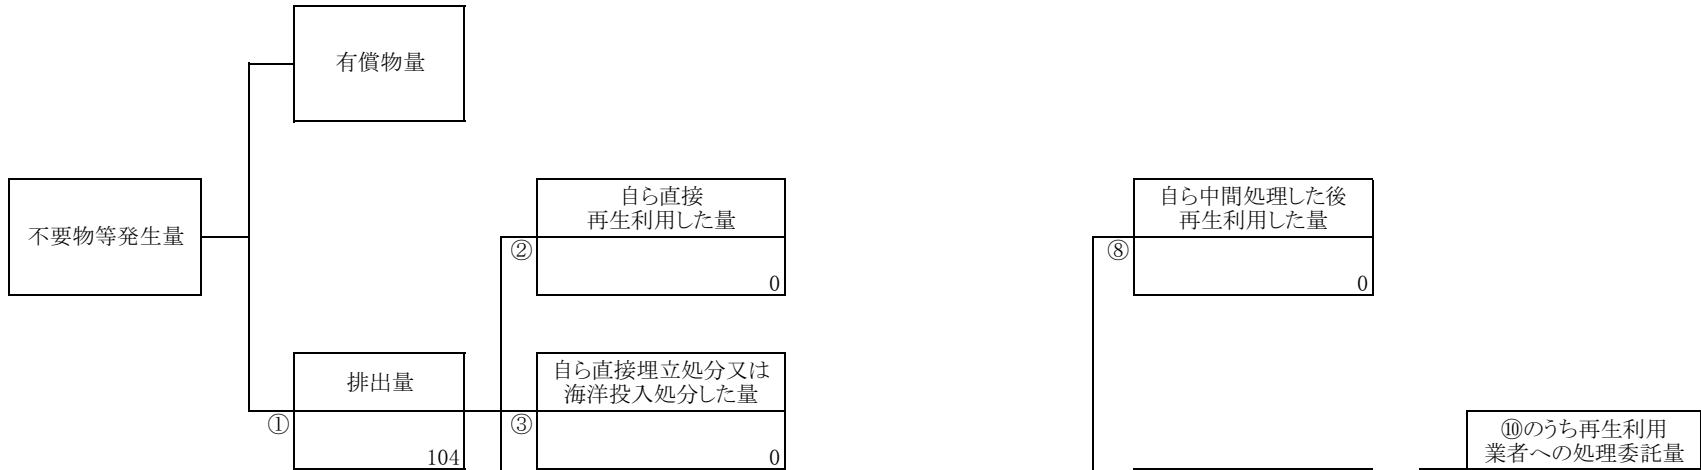 有償物量
不要物等発生量
自ら直接
再生利用した量
②
0
自ら中間処理した後
再生利用した量
⑧
0
排出量
①
104
自ら直接埋立処分又は
海洋投入処分した量
③
0
⑩のうち再生利用
業者への処理委託量